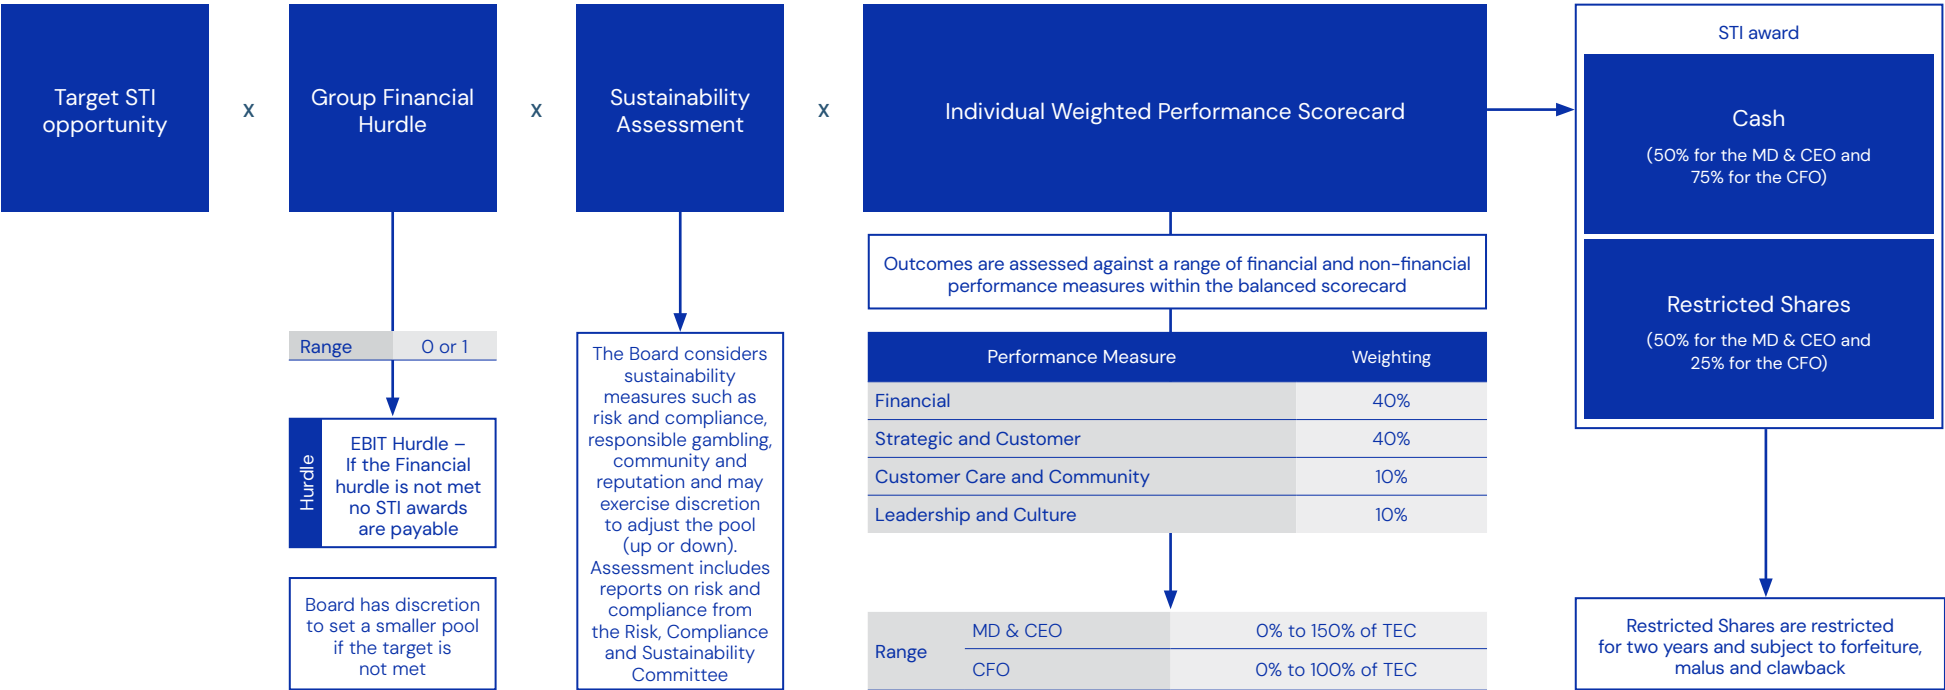 Target STI
opportunity
x
Group Financial
Hurdle
x
Sustainability
Assessment
x
Individual Weighted Performance Scorecard
STI award
Cash
(50% for the MD & CEO and
75% for the CFO)
Restricted Shares
(50% for the MD & CEO and
25% for the CFO)
Range 0 or 1
Hurdle
EBIT Hurdle –
If the Financial
hurdle is not met
no STI awards
are payable
Board has discretion
to set a smaller pool
if the target is
not met
The Board considers
sustainability
measures such as
risk and compliance,
responsible gambling,
community and
reputation and may
exercise discretion
to adjust the pool
(up or down).
Assessment includes
reports on risk and
compliance from
the Risk, Compliance
and Sustainability
Committee
Outcomes are assessed against a range of financial and non-financial
performance measures within the balanced scorecard
Performance Measure Weighting
Financial 40%
Strategic and Customer 40%
Customer Care and Community 10%
Leadership and Culture 10%
Range
MD & CEO 0% to 150% of TEC
CFO 0% to 100% of TEC
Restricted Shares are restricted
for two years and subject to forfeiture,
malus and clawback